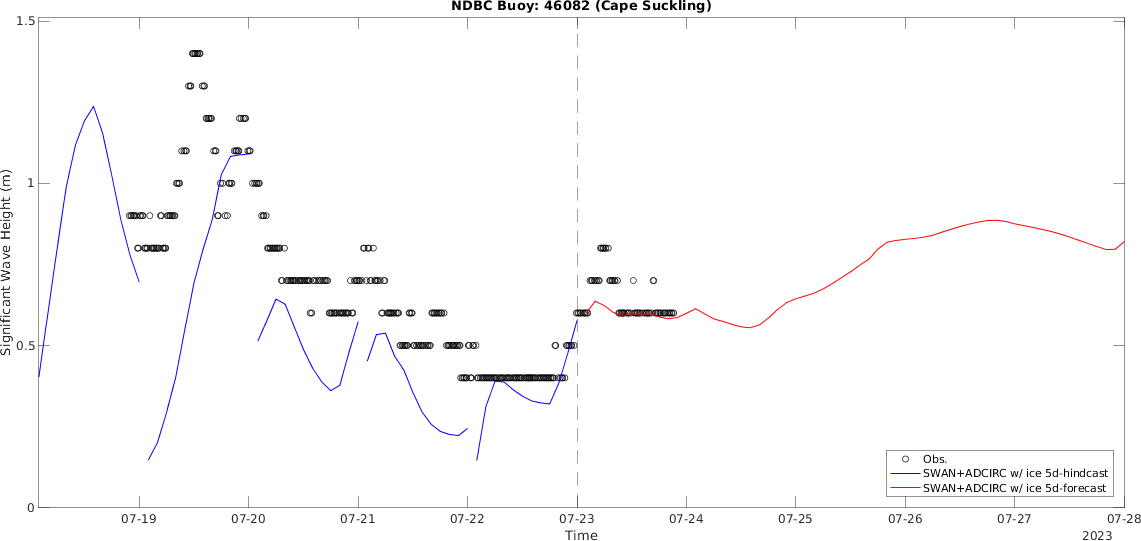 NDBC Buoy: 46082 (Cape Suckling)
1.5
1
0.5
0
Significant Wave Height (m)
07-19 07-20 07-21 07-22 07-23 07-24 07-25 07-26 07-27 07-28
Time
2023
Obs.
SWAN+ADCIRC w/ ice 5d-hindcast
SWAN+ADCIRC w/ ice 5d-forecast